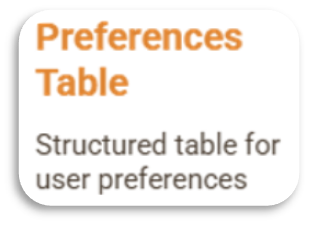 Preferences
Table
Structured table for
user preferences